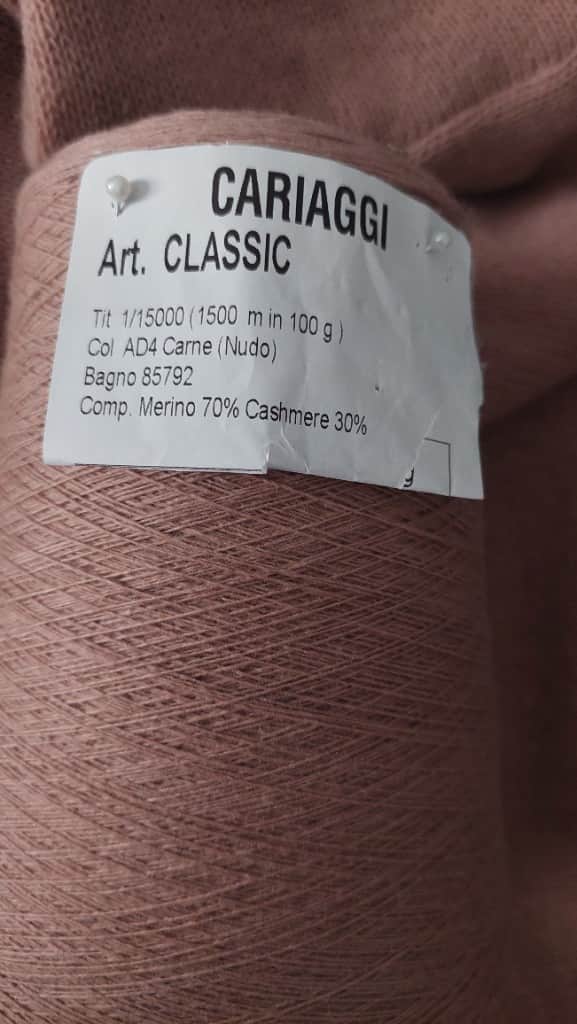 CARIAGGI
Art. CLASSIC
Tit 1/15000 (1500 m in 100 g )
Col AD4 Carne (Nudo)
Bagno 85792
Comp. Merino 70% Cashmere 30%
g